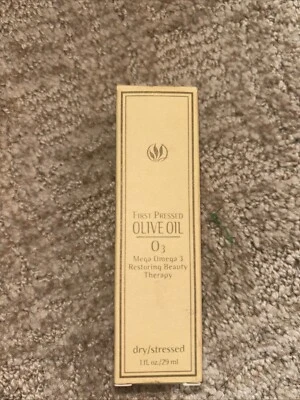 FIRST PRESSED
OLIVE OIL
O3
Mega Omega 3
Restoring Beauty
Therapy
dry/stressed
1 fl. oz/29 ml